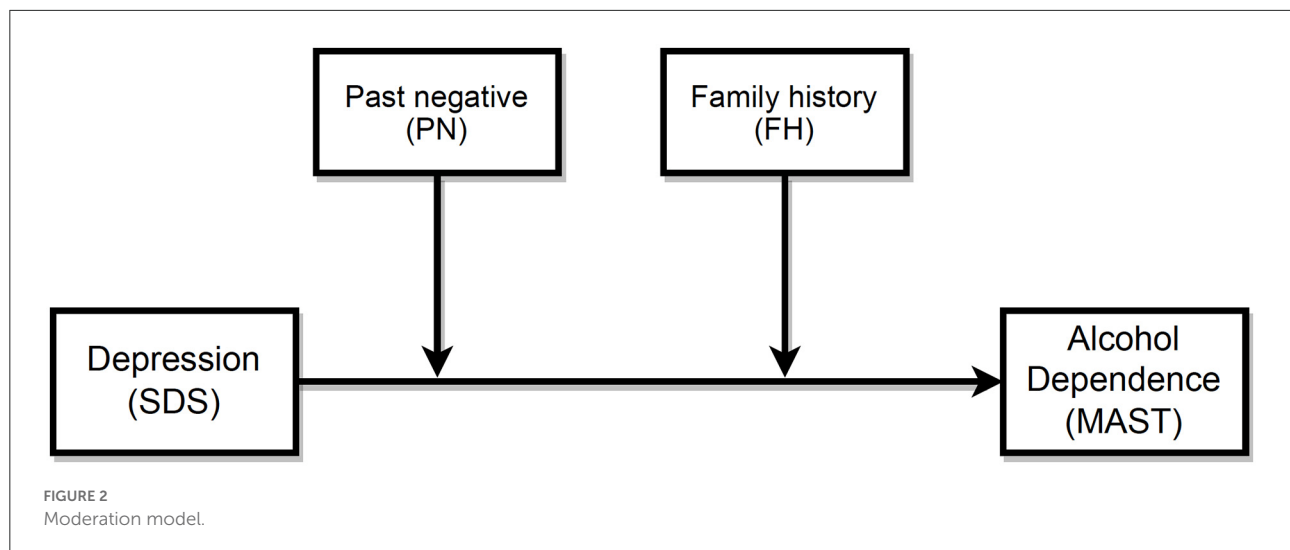 Past negative
(PN)
Family history
(FH)
Depression
(SDS)
Alcohol
Dependence
(MAST)
FIGURE 2
Moderation model.